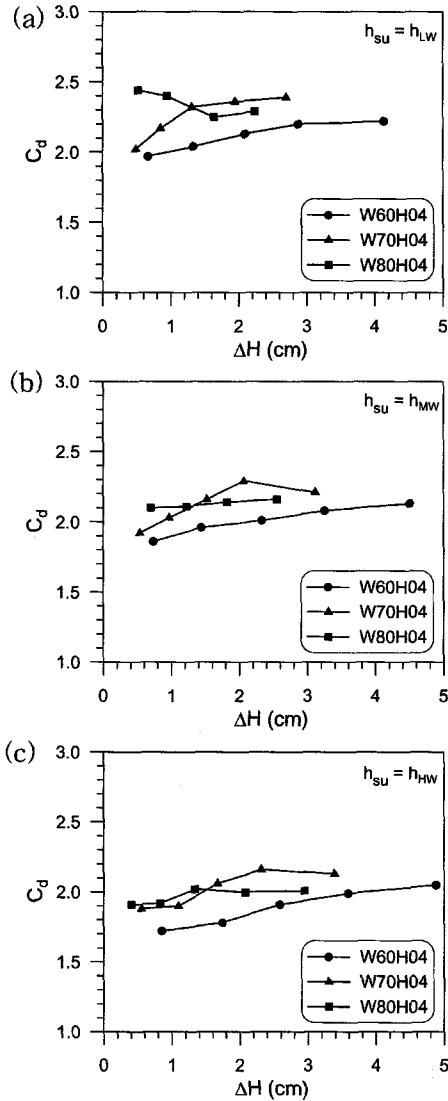 (a)
3.0
h_su = h_LW
2.5
C_d
2.0
1.5
W60H04
W70H04
W80H04
1.0
0 1 2 3 4 5
ΔH (cm)
(b)
3.0
h_su = h_MW
2.5
C_d
2.0
1.5
W60H04
W70H04
W80H04
1.0
0 1 2 3 4 5
ΔH (cm)
(c)
3.0
h_su = h_HW
2.5
C_d
2.0
1.5
W60H04
W70H04
W80H04
1.0
0 1 2 3 4 5
ΔH (cm)